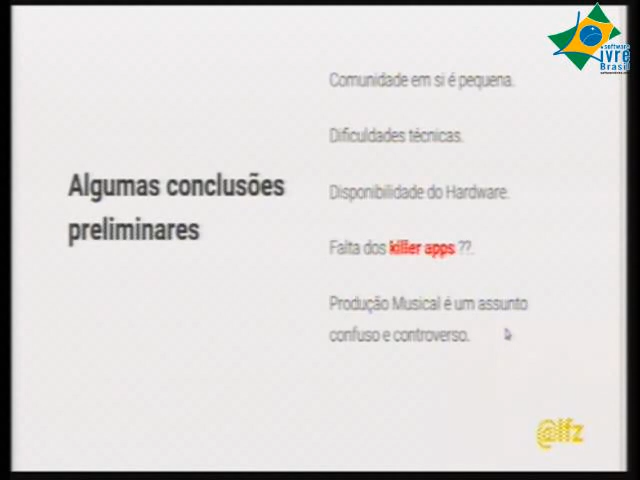 software
livre
Brasil
Comunidade em si é pequena.
Dificuldades técnicas.
Algumas conclusões
preliminares
Disponibilidade do Hardware.
Falta dos killer apps ??.
Produção Musical é um assunto
confuso e controverso.
@lfz